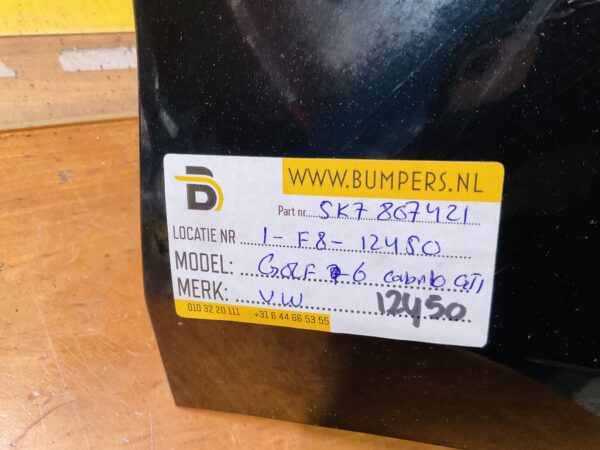 WWW.BUMPERS.NL
Part nr. 5K7 807421
LOCATIE NR 1-F8-12450
MODEL: GOLF 6 cabrio GTI
MERK: V.W 12450
010 32 20 111 +31 6 44 66 53 55